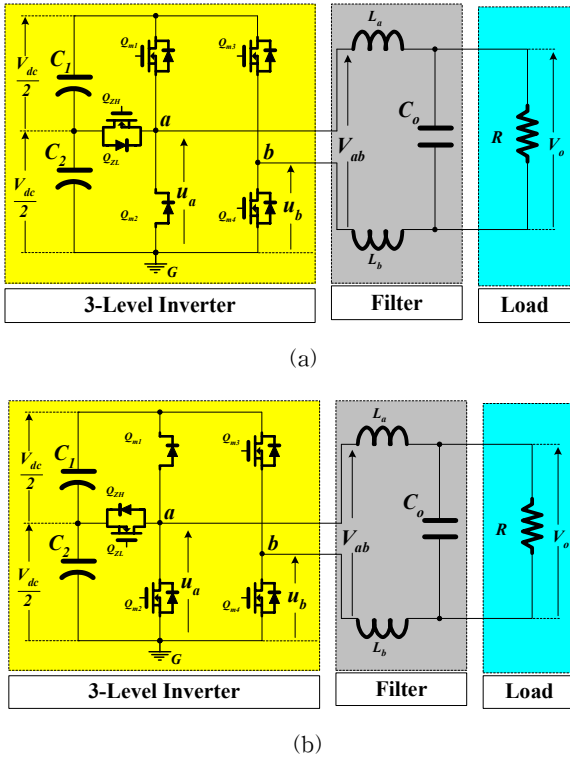 V_dc/2
C_1
Q_m1
Q_m3
L_a
Q_ZH
a
Q_ZL
C_o
R
V_o
V_ab
V_dc/2
C_2
b
Q_m2
u_a
Q_m4
u_b
G
L_b
3-Level Inverter
Filter
Load
(a)
V_dc/2
C_1
Q_m1
Q_m3
L_a
Q_ZH
a
Q_ZL
C_o
R
V_o
V_ab
V_dc/2
C_2
b
Q_m2
u_a
Q_m4
u_b
G
L_b
3-Level Inverter
Filter
Load
(b)